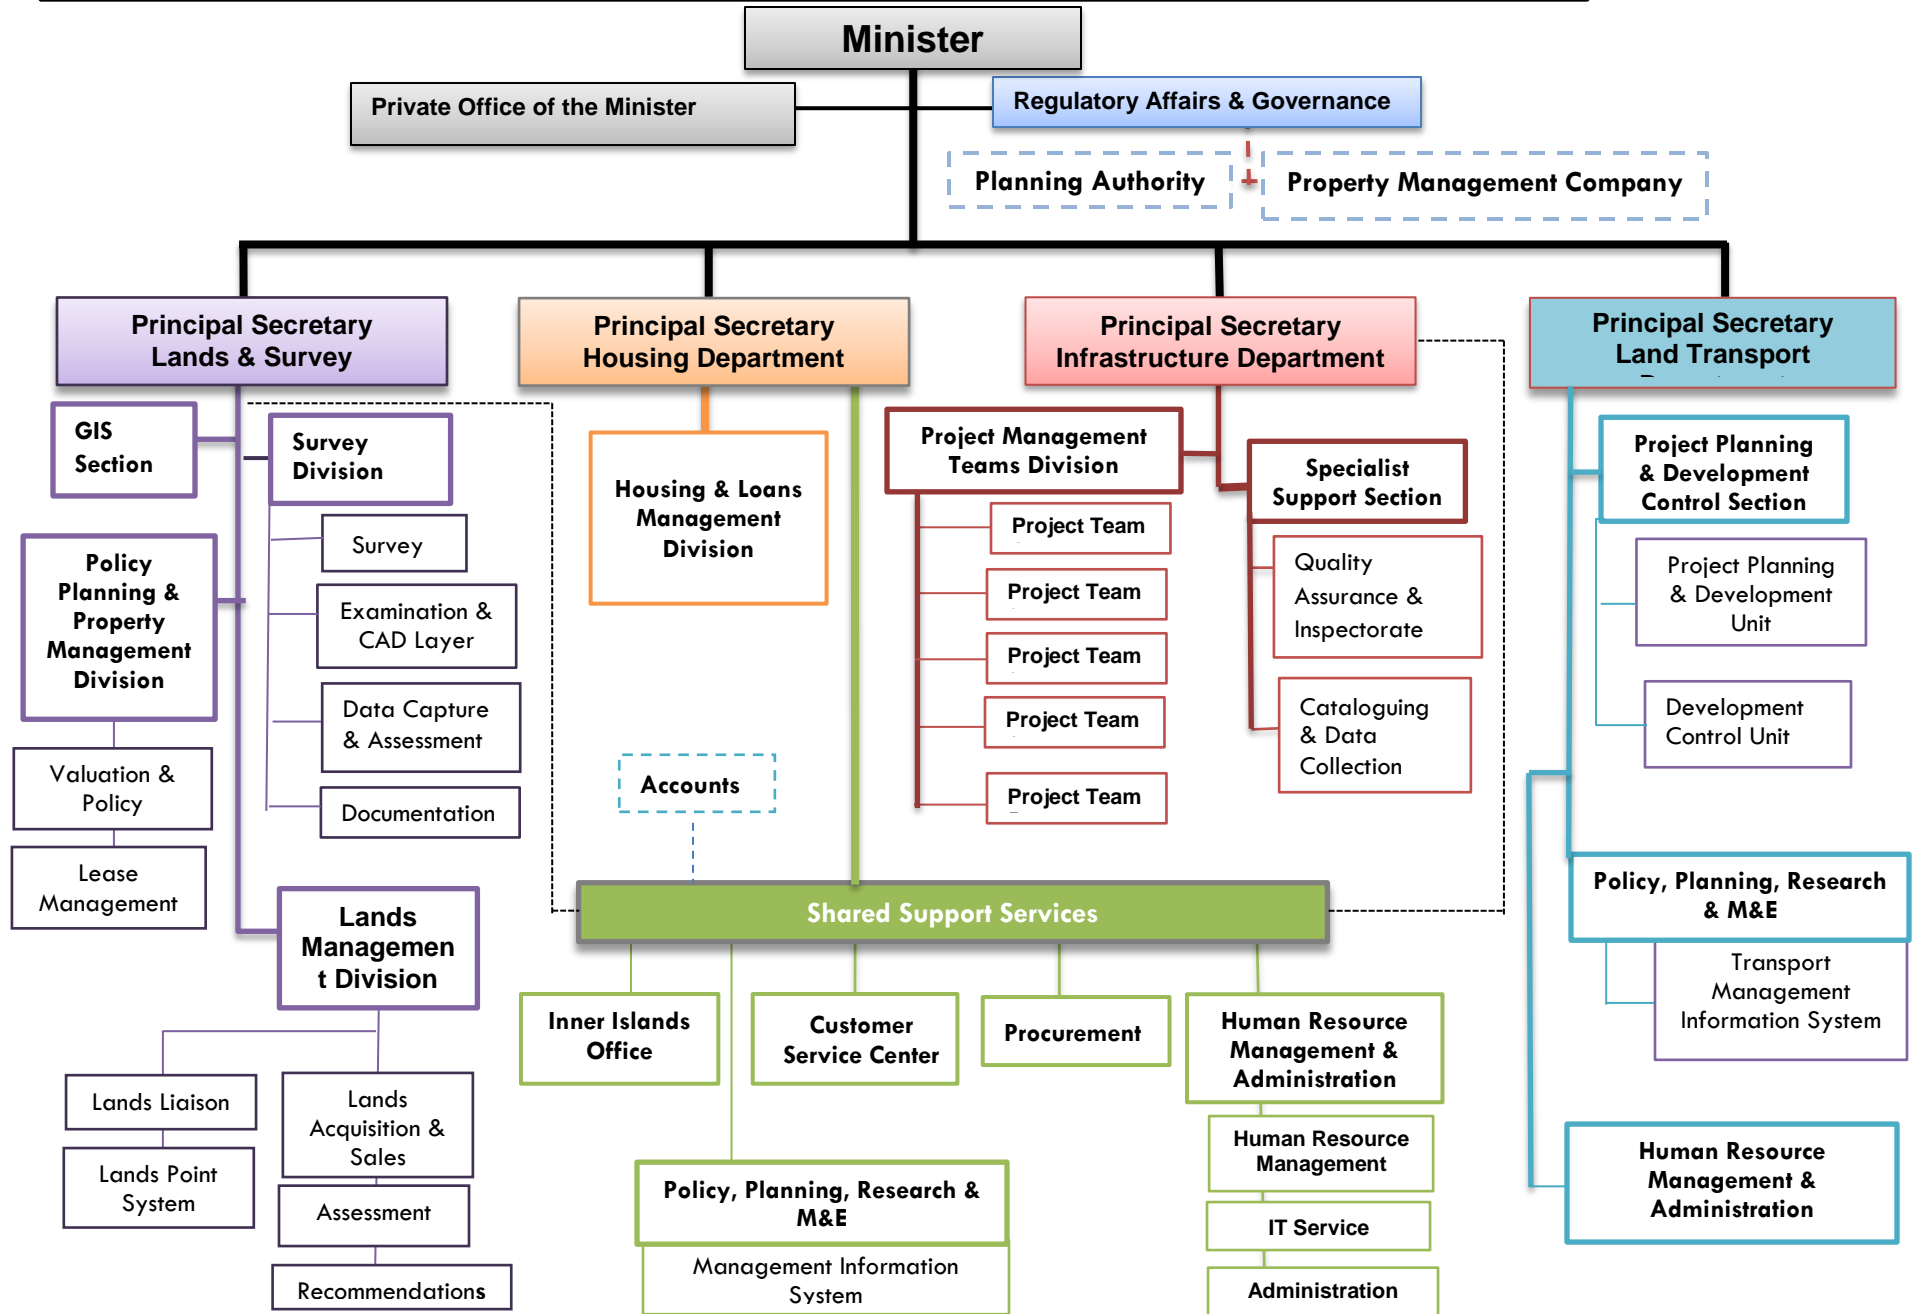 Minister
Private Office of the Minister
Regulatory Affairs & Governance
Planning Authority
Property Management Company
Principal Secretary
Lands & Survey
Principal Secretary
Housing Department
Principal Secretary
Infrastructure Department
Principal Secretary
Land Transport
GIS
Section
Survey
Division
Survey
Examination &
CAD Layer
Data Capture
& Assessment
Documentation
Policy
Planning &
Property
Management
Division
Valuation &
Policy
Lease
Management
Lands
Managemen
t Division
Lands Liaison
Lands Point
System
Lands
Acquisition &
Sales
Assessment
Recommendations
Housing & Loans
Management
Division
Accounts
Project Management
Teams Division
Project Team
Project Team
Project Team
Project Team
Project Team
Specialist
Support Section
Quality
Assurance &
Inspectorate
Cataloguing
& Data
Collection
Project Planning
& Development
Control Section
Project Planning
& Development
Unit
Development
Control Unit
Policy, Planning, Research
& M&E
Transport
Management
Information System
Human Resource
Management &
Administration
Shared Support Services
Inner Islands
Office
Customer
Service Center
Procurement
Human Resource
Management &
Administration
Human Resource
Management
IT Service
Administration
Policy, Planning, Research &
M&E
Management Information
System